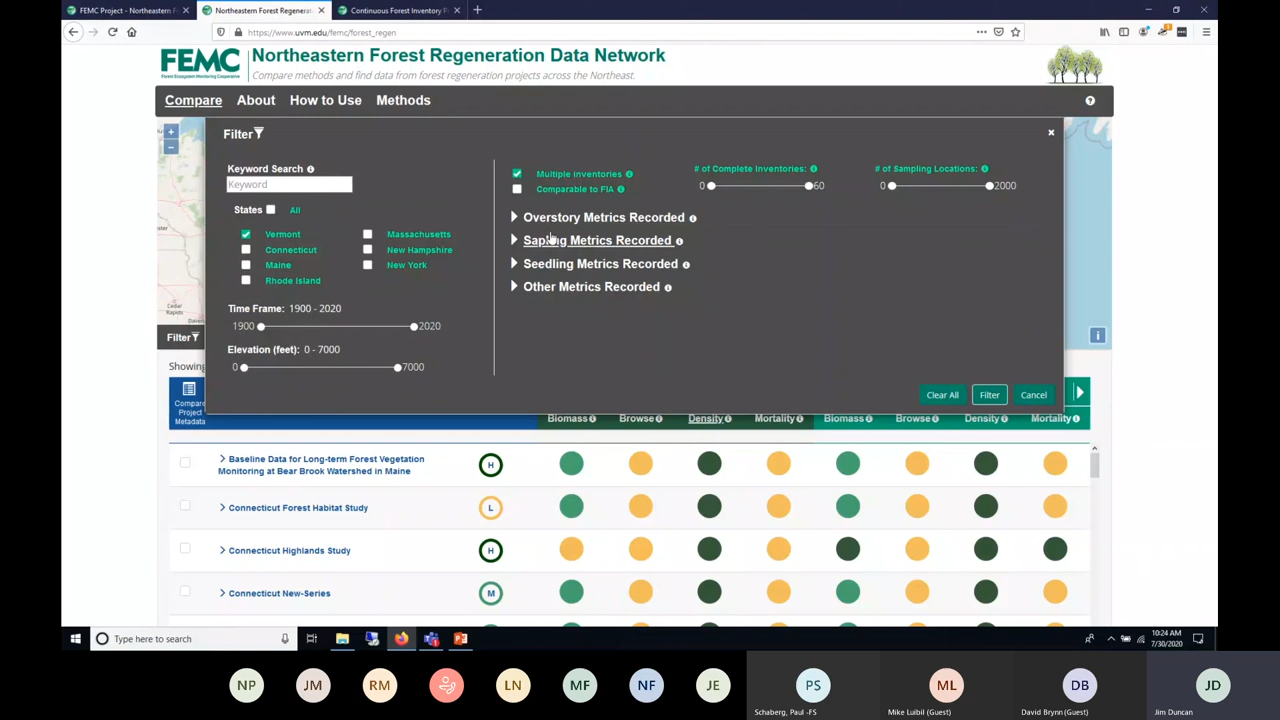 FEMC Project - Northeastern F
Northeastern Forest Regenerat
Continuous Forest Inventory P
https://www.uvm.edu/femc/forest_regen
FEMC
Forest Ecosystem Monitoring Cooperative
Northeastern Forest Regeneration Data Network
Compare methods and find data from forest regeneration projects across the Northeast.
Compare About How to Use Methods
Filter
Keyword Search
Keyword
States All
Vermont Massachusetts
Connecticut New Hampshire
Maine New York
Rhode Island
Time Frame: 1900 - 2020
1900 2020
Elevation (feet): 0 - 7000
0 7000
Multiple Inventories
Comparable to FIA
# of Complete Inventories:
0 60
# of Sampling Locations:
0 2000
Overstory Metrics Recorded
Sapling Metrics Recorded
Seedling Metrics Recorded
Other Metrics Recorded
Clear All Filter Cancel
Cedar
Rapids
Filter
Showing
Compare
Project
Metadata
Biomass Browse Density Mortality Biomass Browse Density Mortality
Baseline Data for Long-term Forest Vegetation
Monitoring at Bear Brook Watershed in Maine
H
Connecticut Forest Habitat Study
L
Connecticut Highlands Study
H
Connecticut New-Series
M
Type here to search
10:24 AM
7/30/2020
NP JM RM LN MF NF JE PS ML DB JD
Schaberg, Paul -FS Mike Luibil (Guest) David Brynn (Guest) Jim Duncan